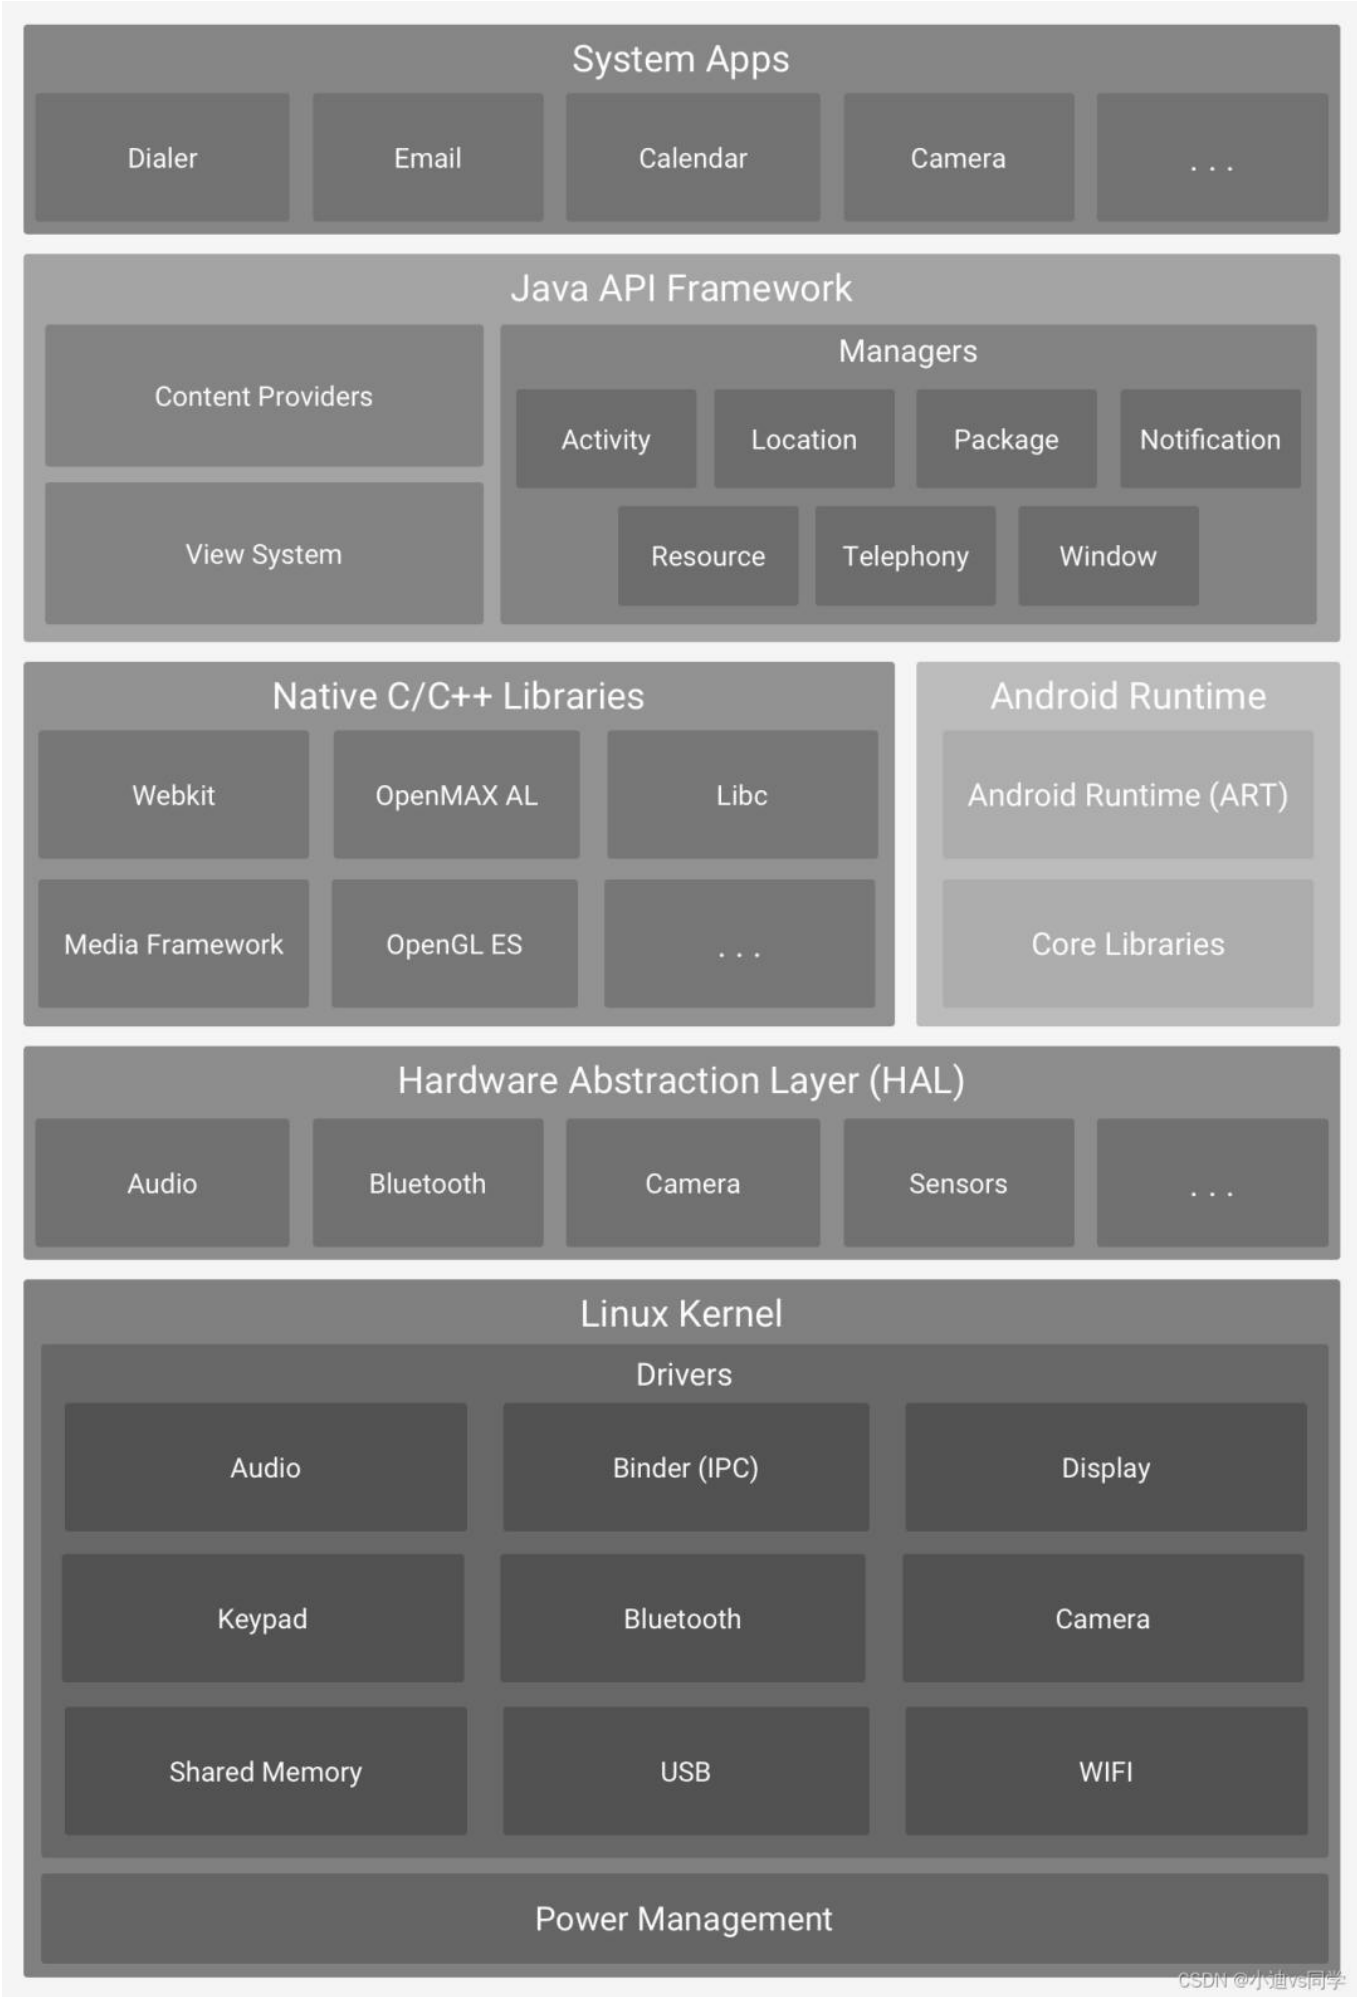 System Apps
Dialer Email Calendar Camera ...
Java API Framework
Content Providers
View System
Managers
Activity Location Package Notification
Resource Telephony Window
Native C/C++ Libraries
Webkit OpenMAX AL Libc
Media Framework OpenGL ES ...
Android Runtime
Android Runtime (ART)
Core Libraries
Hardware Abstraction Layer (HAL)
Audio Bluetooth Camera Sensors ...
Linux Kernel
Drivers
Audio Binder (IPC) Display
Keypad Bluetooth Camera
Shared Memory USB WIFI
Power Management
CSDN @小迪vs同学